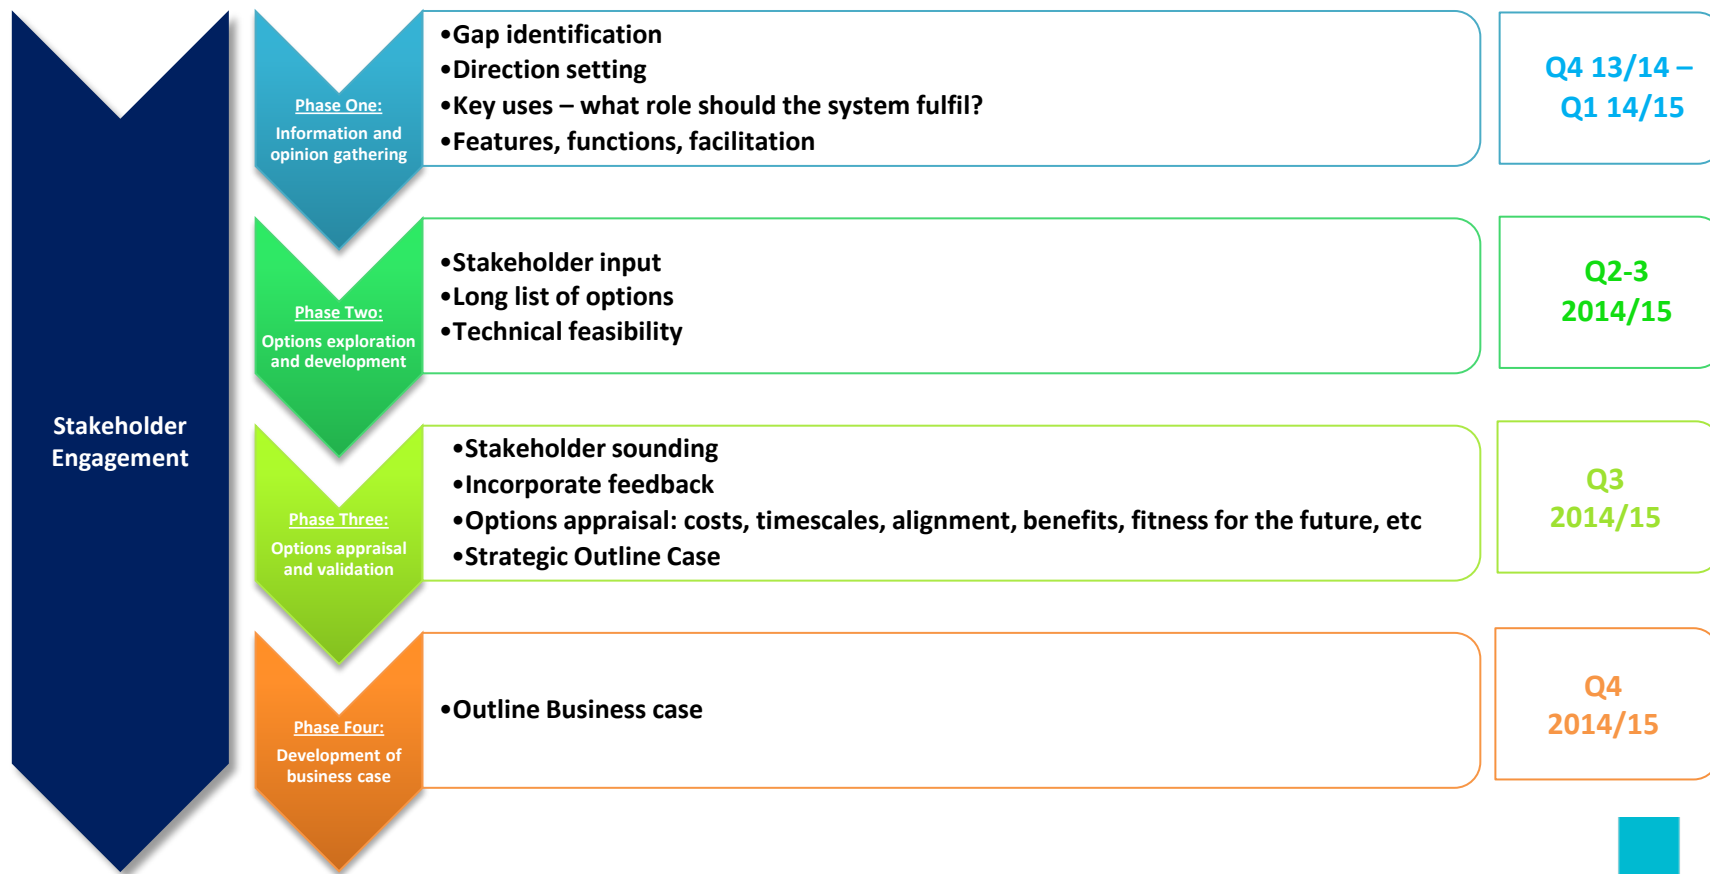 Stakeholder
Engagement
Phase One:
Information and
opinion gathering
•Gap identification
•Direction setting
•Key uses – what role should the system fulfil?
•Features, functions, facilitation
Q4 13/14 –
Q1 14/15
Phase Two:
Options exploration
and development
•Stakeholder input
•Long list of options
•Technical feasibility
Q2-3
2014/15
Phase Three:
Options appraisal
and validation
•Stakeholder sounding
•Incorporate feedback
•Options appraisal: costs, timescales, alignment, benefits, fitness for the future, etc
•Strategic Outline Case
Q3
2014/15
Phase Four:
Development of
business case
•Outline Business case
Q4
2014/15